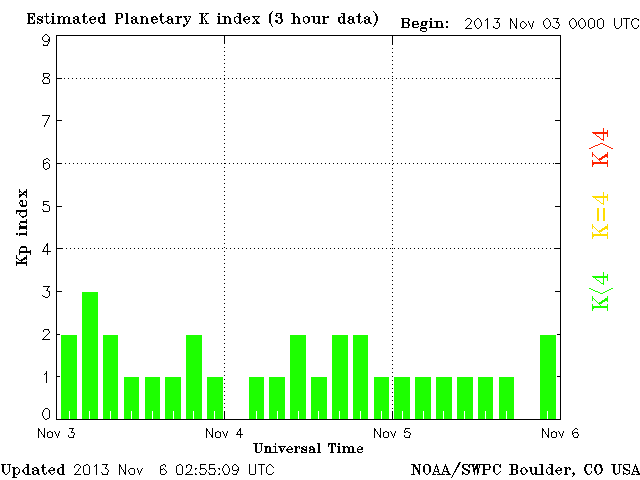 Estimated Planetary K index (3 hour data) Begin: 2013 Nov 03 0000 UTC
9
8
7
6
5
4
3
2
1
0
Kp index
K>4
K=4
K<4
Nov 3 Nov 4 Nov 5 Nov 6
Universal Time
Updated 2013 Nov 6 02:55:09 UTC NOAA/SWPC Boulder, CO USA